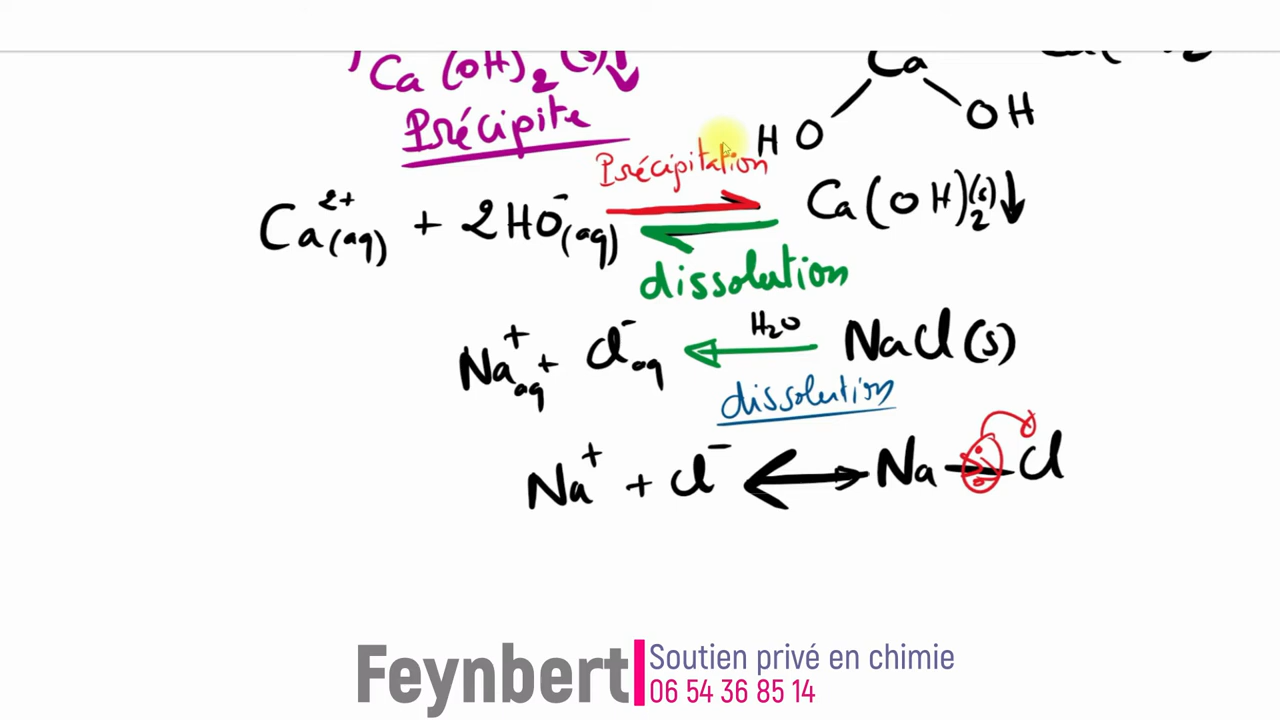 Ca(OH)₂ (s)↓
Précipite
Ca
HO
OH
Précipitation
Ca²⁺(aq) + 2HO⁻(aq) ⇌ Ca(OH)₂(s)↓
dissolution
Na⁺aq + Cl⁻aq ← H₂O NaCl(s)
dissolution
Na⁺ + Cl⁻ ↔ Na—Cl
Feynbert
Soutien privé en chimie
06 54 36 85 14